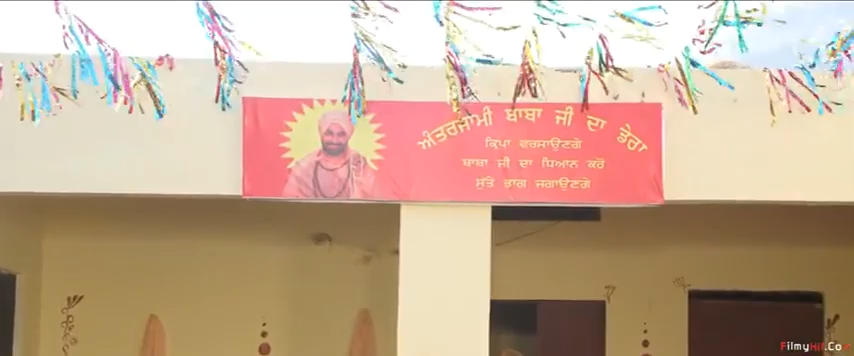 ਅੰਤਰਜਾਮੀ ਬਾਬਾ ਜੀ ਦਾ ਡੇਰਾ
ਕ੍ਰਿਪਾ ਵਰਸਾਉਣਗੇ
ਬਾਬਾ ਜੀ ਦਾ ਧਿਆਨ ਕਰੋ
ਸੁੱਤੇ ਭਾਗ ਜਗਾਉਣਗੇ
FilmyHit.Com